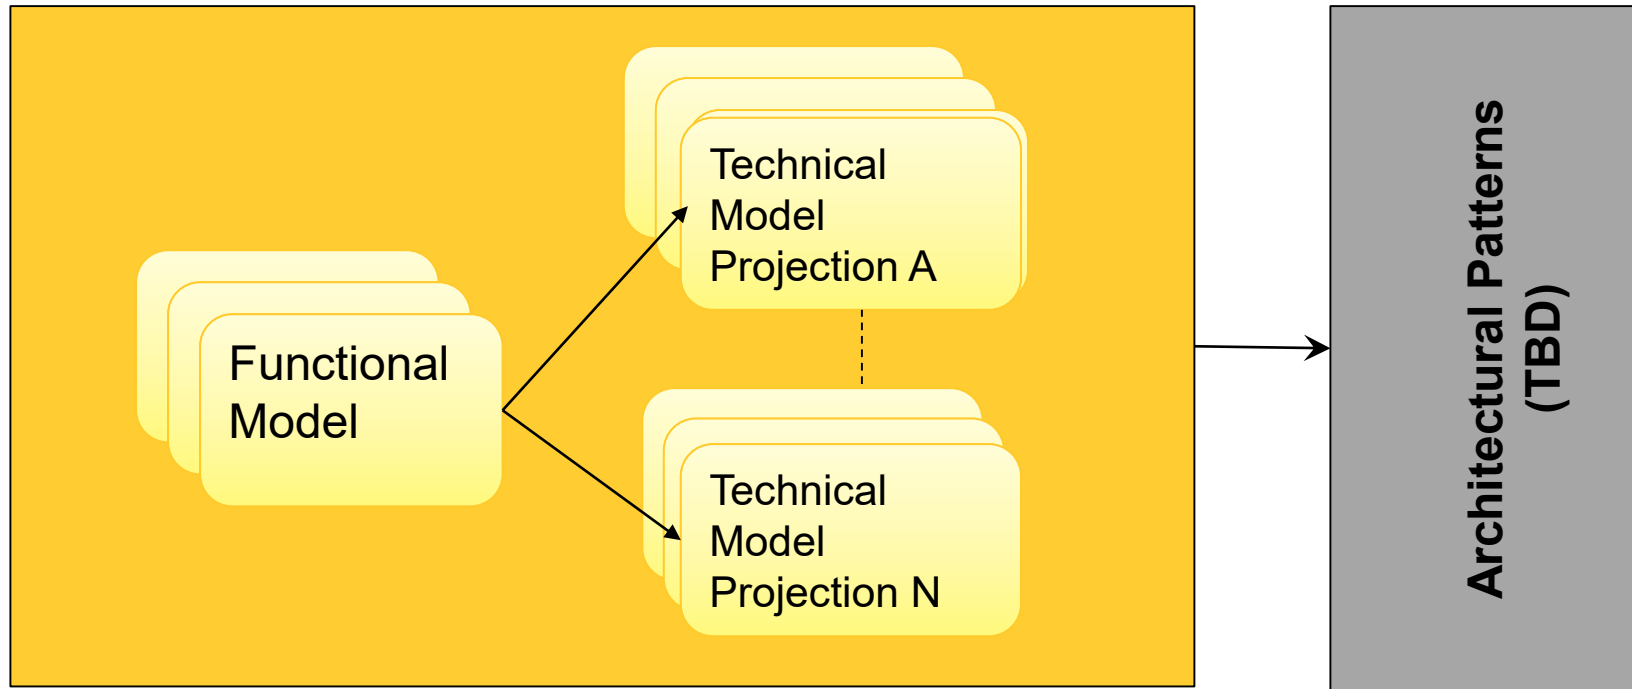 Technical
Model
Projection A
Functional
Model
Technical
Model
Projection N
Architectural Patterns
(TBD)